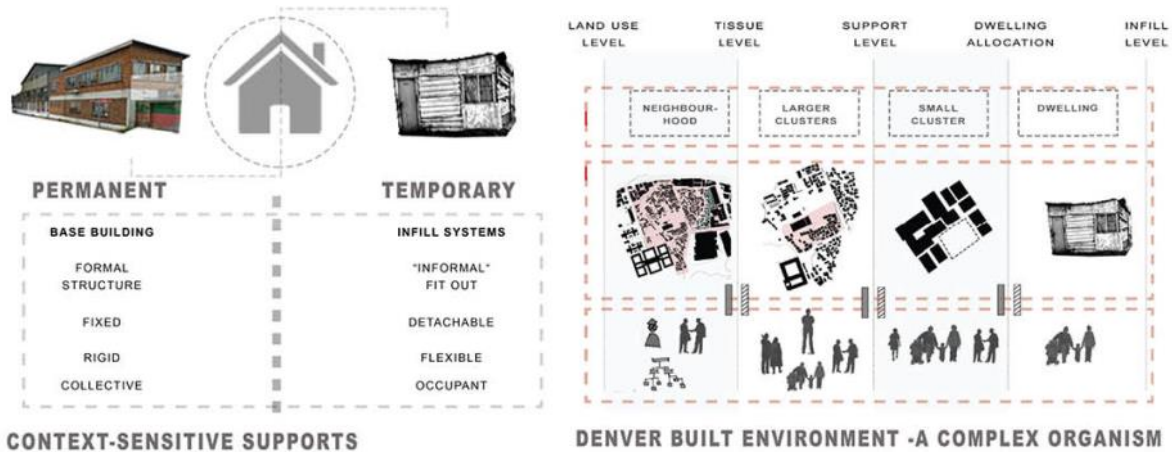 PERMANENT
TEMPORARY
BASE BUILDING
INFILL SYSTEMS
FORMAL
STRUCTURE
"INFORMAL"
FIT OUT
FIXED
DETACHABLE
RIGID
FLEXIBLE
COLLECTIVE
OCCUPANT
CONTEXT-SENSITIVE SUPPORTS
LAND USE
LEVEL
TISSUE
LEVEL
SUPPORT
LEVEL
DWELLING
ALLOCATION
INFILL
LEVEL
NEIGHBOUR-
HOOD
LARGER
CLUSTERS
SMALL
CLUSTER
DWELLING
DENVER BUILT ENVIRONMENT -A COMPLEX ORGANISM